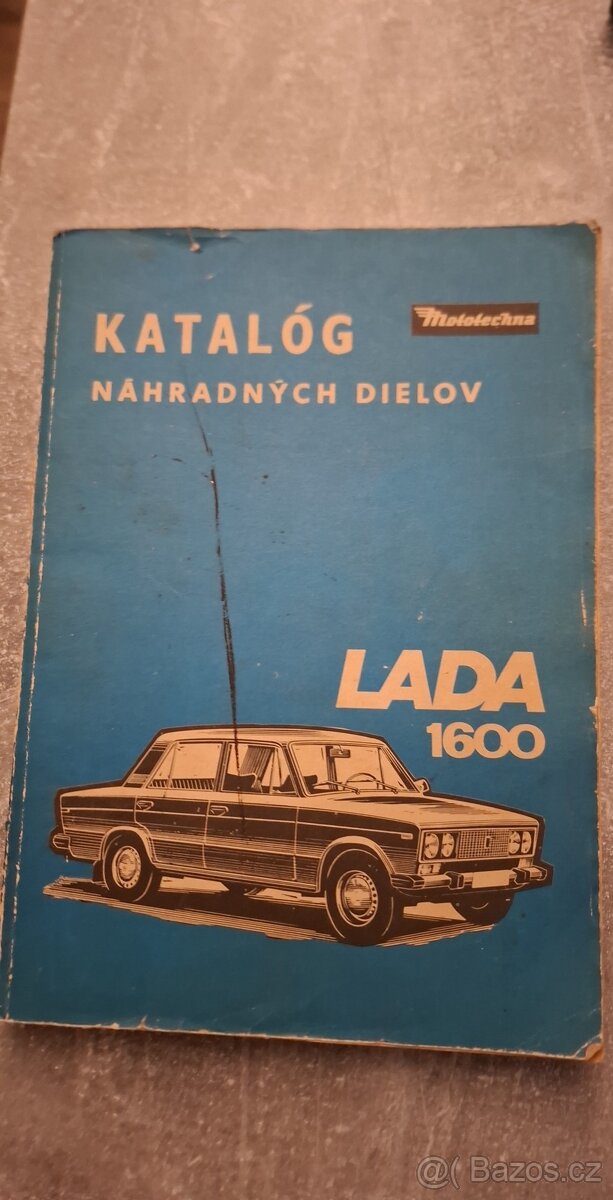 KATALÓG
Mototechna
NÁHRADNÝCH DIELOV
LADA
1600
@( Bazos.cz